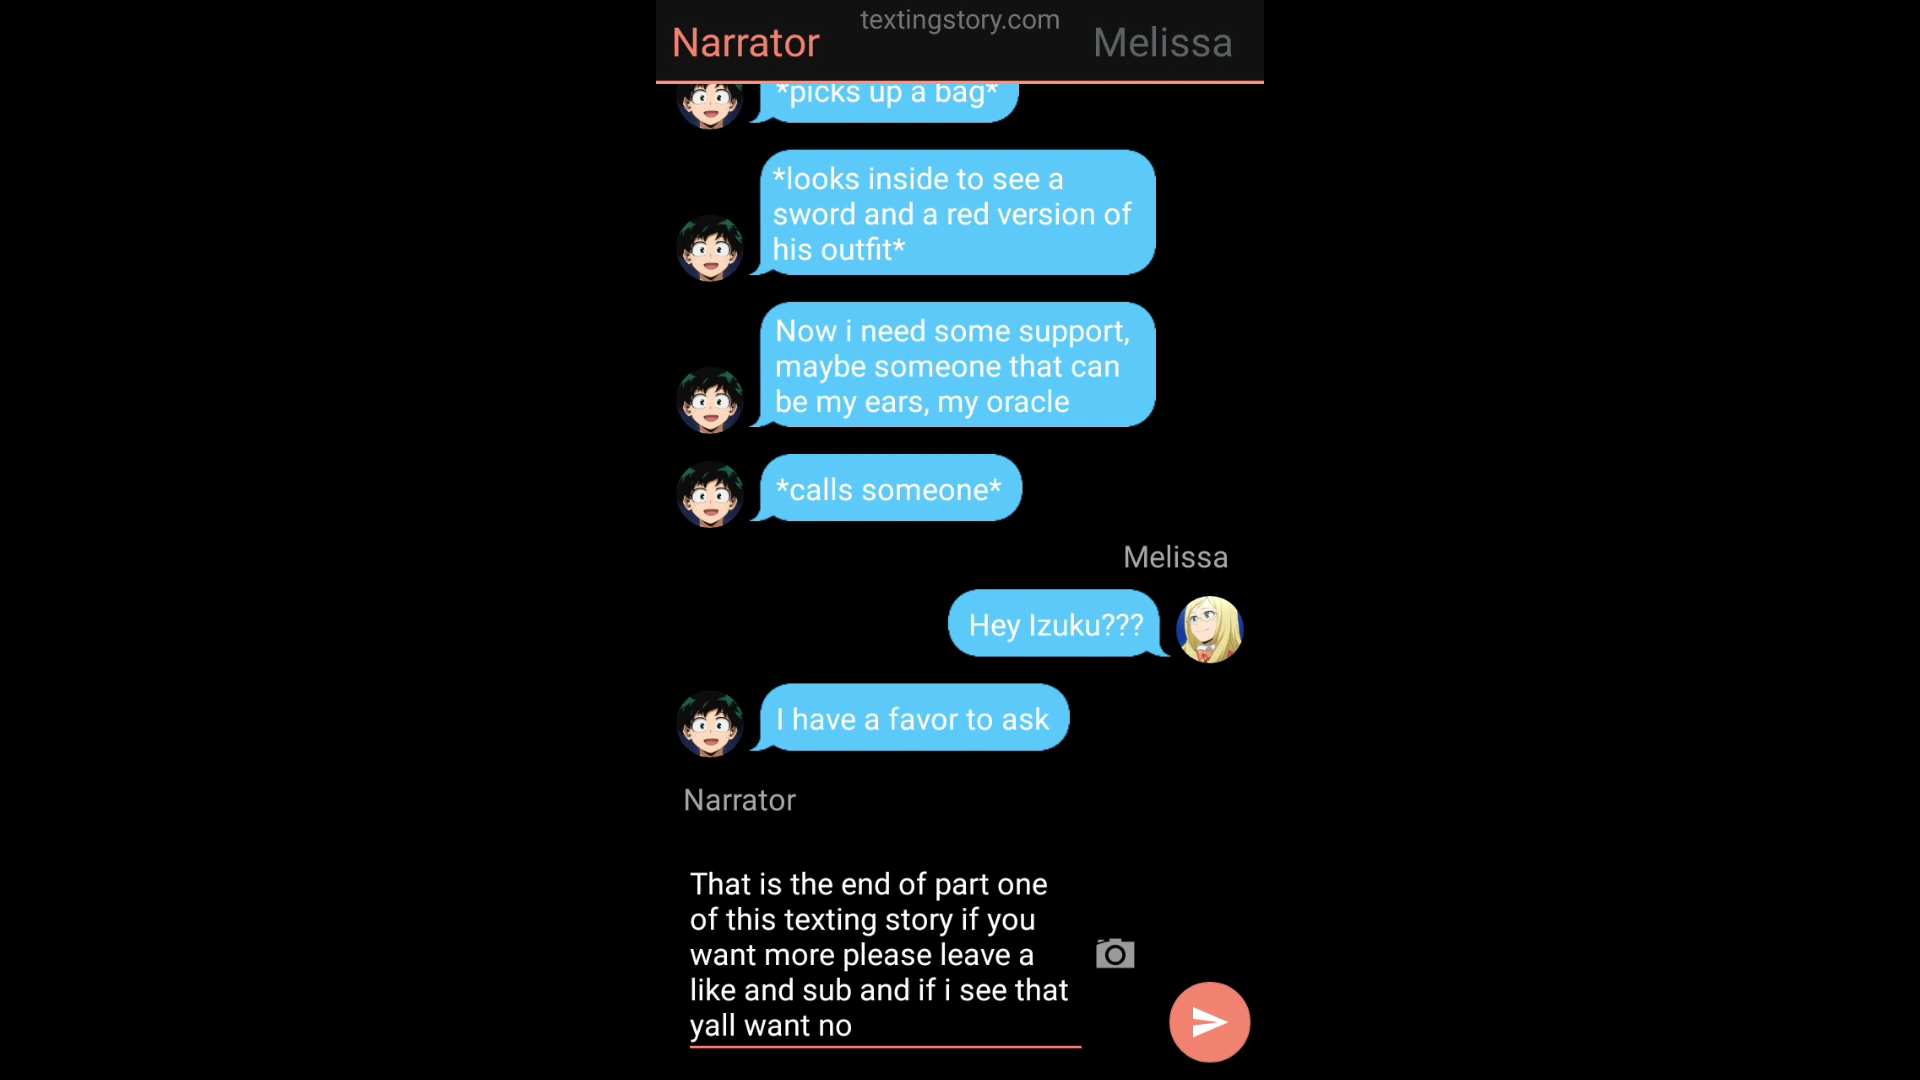 textingstory.com
Narrator
Melissa
*picks up a bag*
*looks inside to see a
sword and a red version of
his outfit*
Now i need some support,
maybe someone that can
be my ears, my oracle
*calls someone*
Melissa
Hey Izuku???
I have a favor to ask
Narrator
That is the end of part one
of this texting story if you
want more please leave a
like and sub and if i see that
yall want no